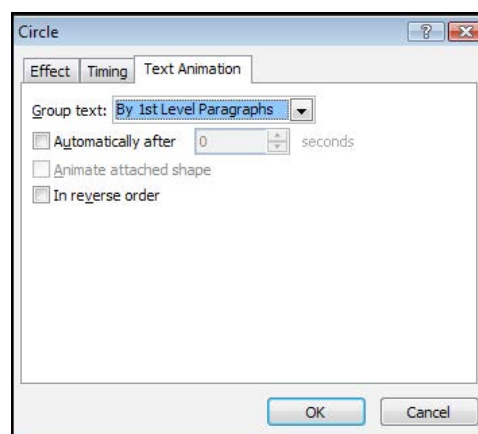 Circle
Effect Timing Text Animation
Group text: By 1st Level Paragraphs
Automatically after 0 seconds
Animate attached shape
In reverse order
OK Cancel